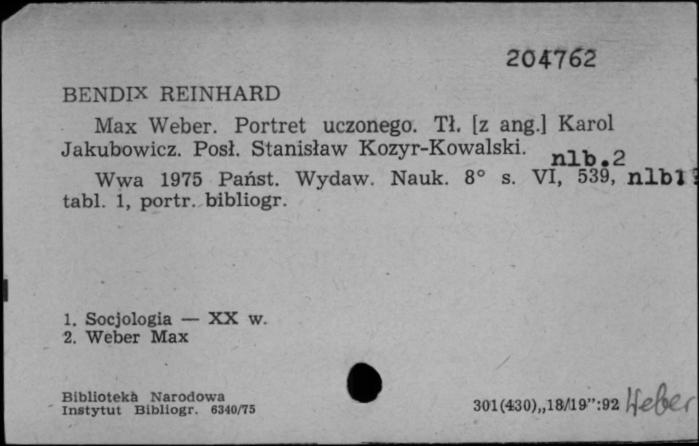 204762
BENDIX REINHARD
Max Weber. Portret uczonego. Tł. [z ang.] Karol
Jakubowicz. Posł. Stanisław Kozyr-Kowalski.
nlb.2
Wwa 1975 Państ. Wydaw. Nauk. 8° s. VI, 539, nlb1
tabl. 1, portr. bibliogr.
1. Socjologia — XX w.
2. Weber Max
Biblioteka Narodowa
Instytut Bibliogr. 6340/75
301(430)„18/19”:92 Weber